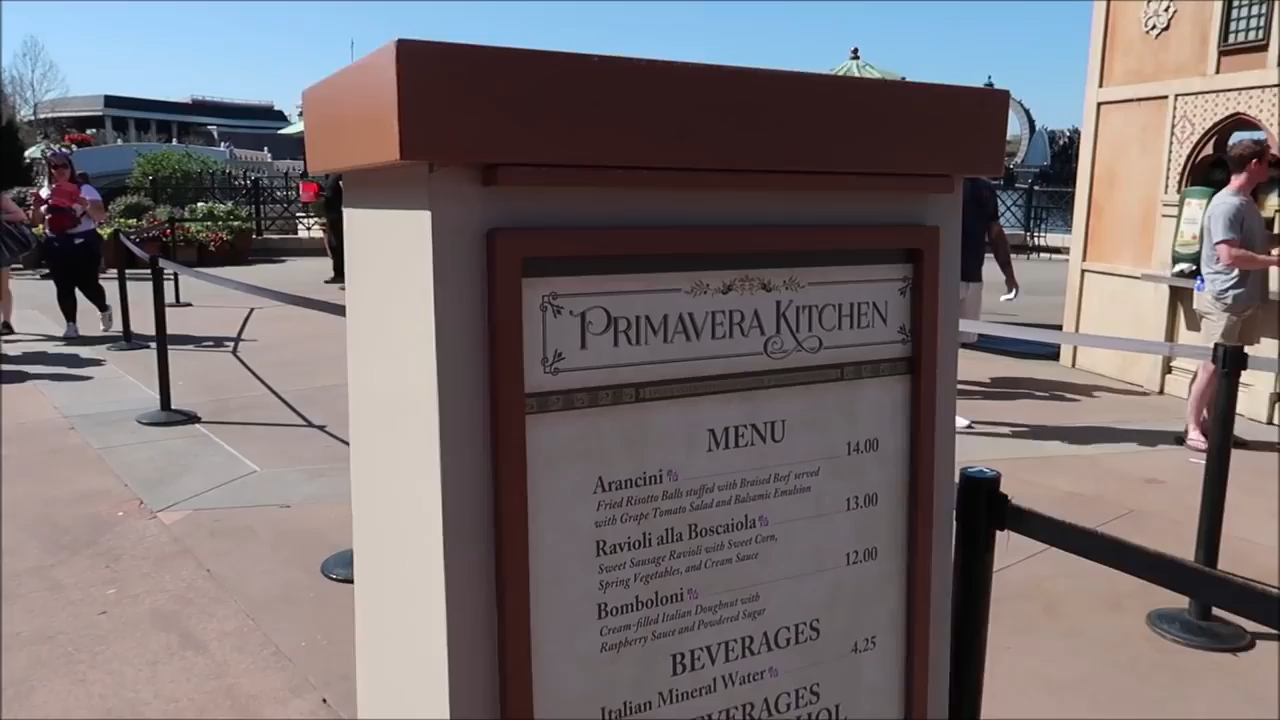 PRIMAVERA KITCHEN
MENU
Arancini 14.00
Fried Risotto Balls stuffed with Braised Beef served
with Grape Tomato Salad and Balsamic Emulsion
Ravioli alla Boscaiola 13.00
Sweet Sausage Ravioli with Sweet Corn,
Spring Vegetables, and Cream Sauce
Bomboloni 12.00
Cream-filled Italian Doughnut with
Raspberry Sauce and Powdered Sugar
BEVERAGES
Italian Mineral Water 4.25